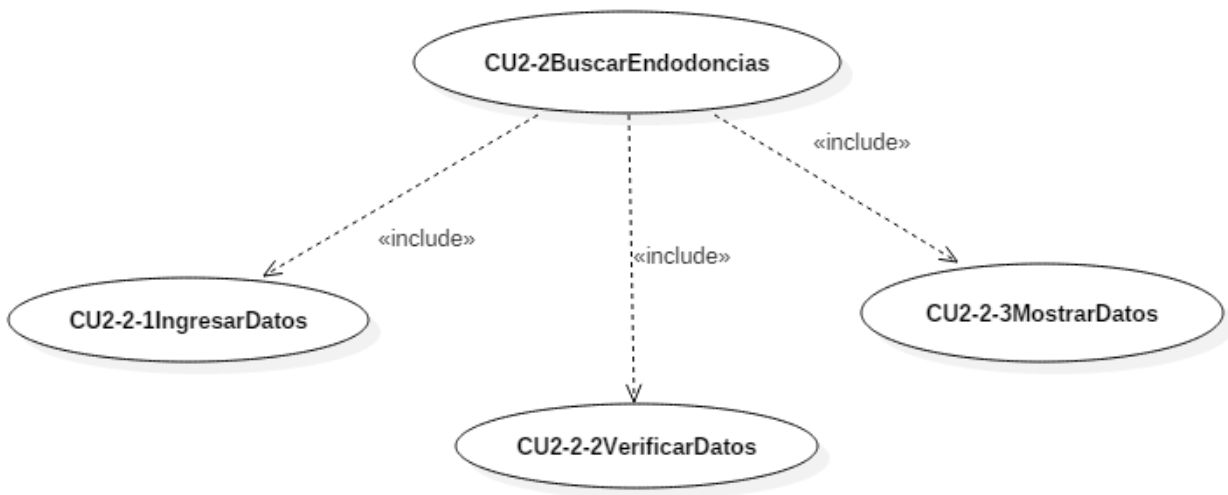 CU2-2BuscarEndodoncias
«include»
«include»
«include»
CU2-2-1IngresarDatos
CU2-2-3MostrarDatos
CU2-2-2VerificarDatos